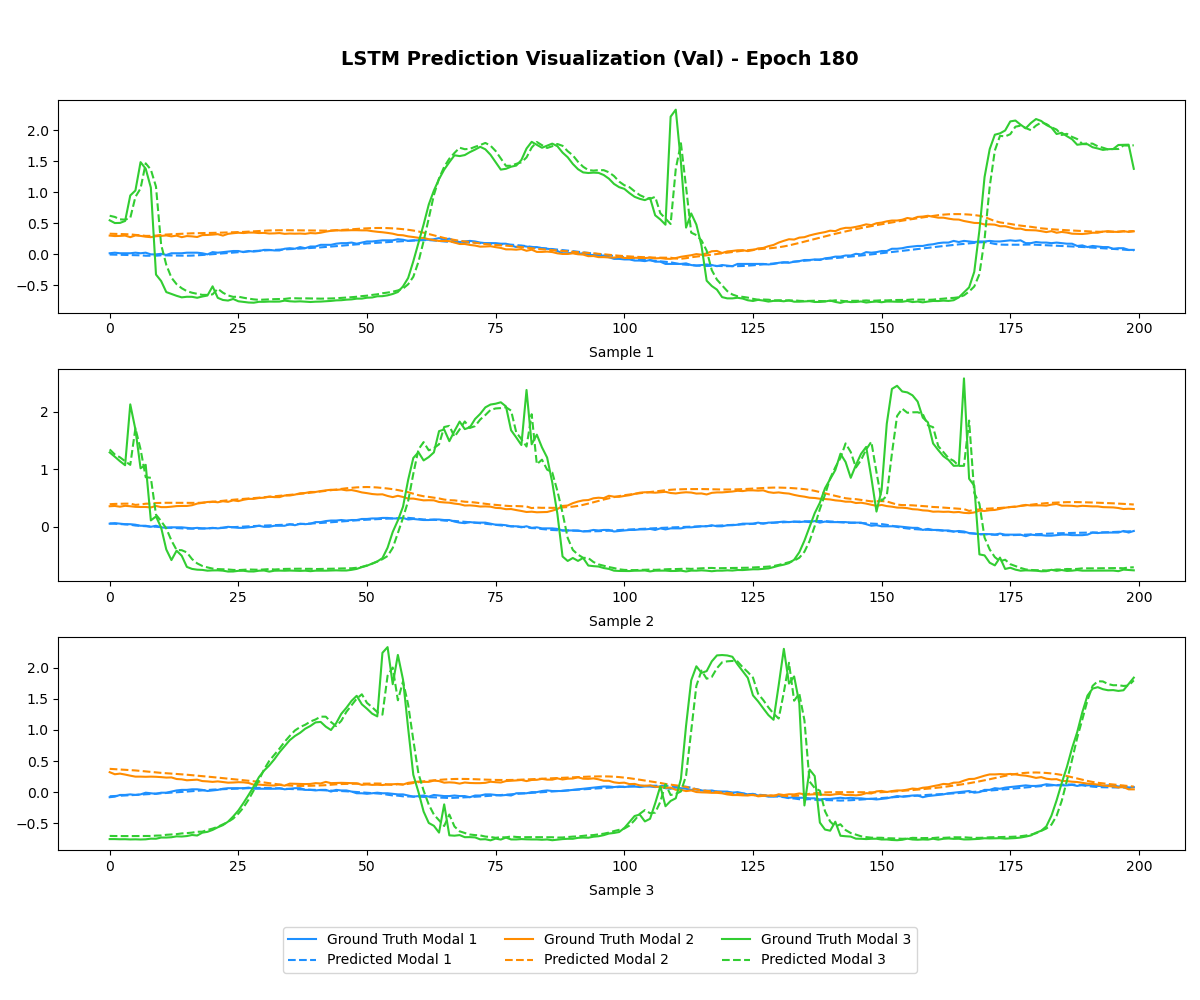 LSTM Prediction Visualization (Val) - Epoch 180
2.0
1.5
1.0
0.5
0.0
−0.5
0 25 50 75 100 125 150 175 200
Sample 1
2
1
0
0 25 50 75 100 125 150 175 200
Sample 2
2.0
1.5
1.0
0.5
0.0
−0.5
0 25 50 75 100 125 150 175 200
Sample 3
Ground Truth Modal 1 Ground Truth Modal 2 Ground Truth Modal 3
Predicted Modal 1 Predicted Modal 2 Predicted Modal 3